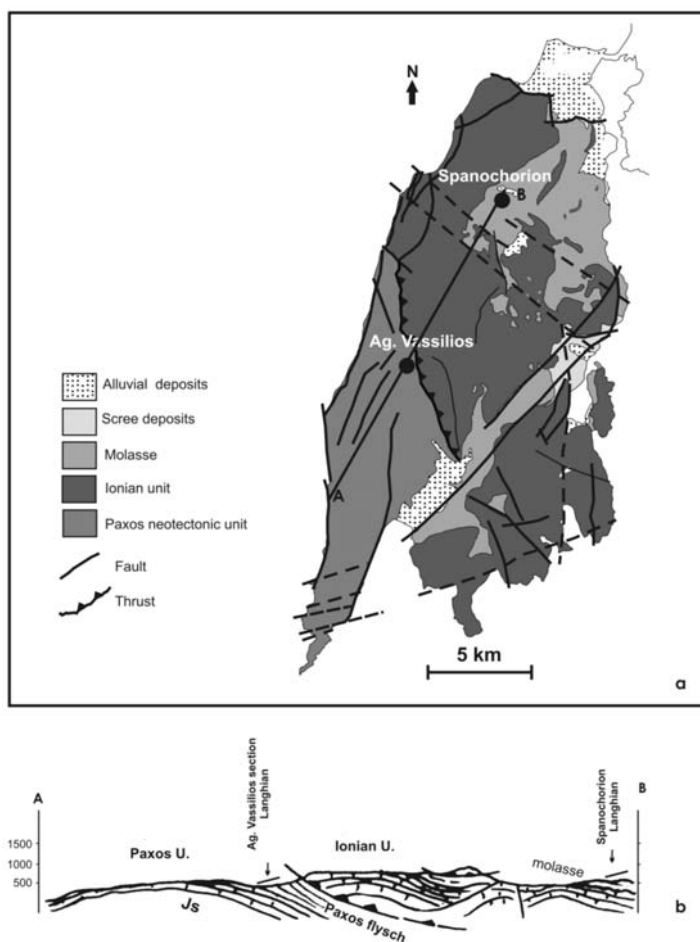 N
Spanochorion
B
Ag. Vassilios
A
Alluvial deposits
Scree deposits
Molasse
Ionian unit
Paxos neotectonic unit
Fault
Thrust
5 km
a
A
Ag. Vassilios section
Langhian
B
Spanochorion
Langhian
1500
1000
500
Paxos U.
Ionian U.
molasse
Js
Paxos flysch
b